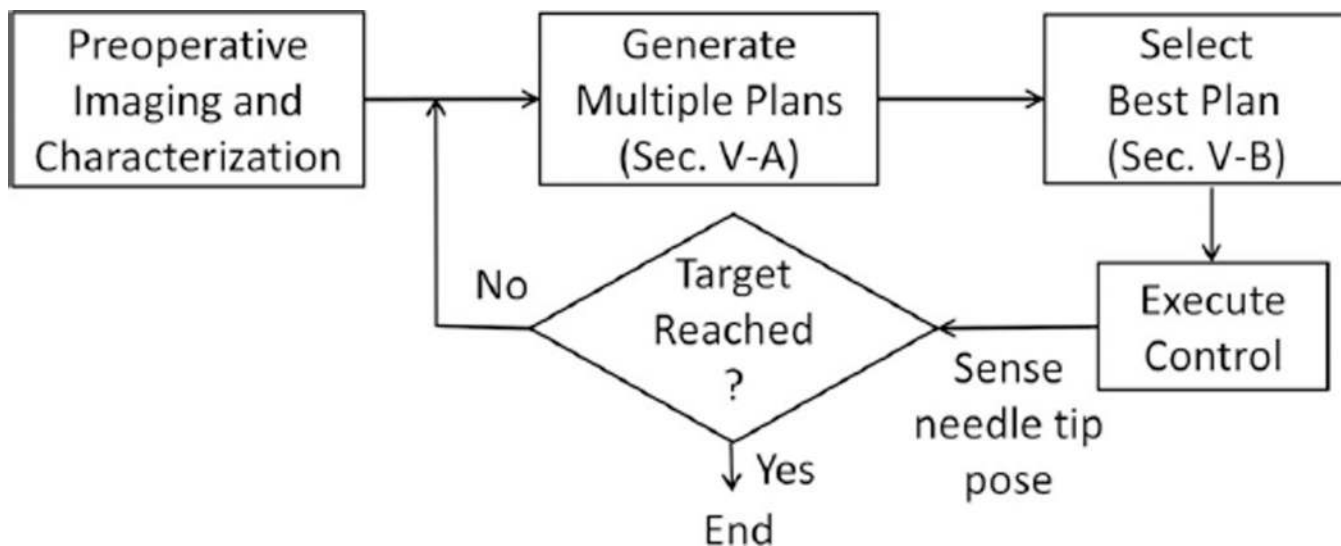 Preoperative
Imaging and
Characterization
Generate
Multiple Plans
(Sec. V-A)
Select
Best Plan
(Sec. V-B)
Execute
Control
Sense
needle tip
pose
Target
Reached
?
No
Yes
End